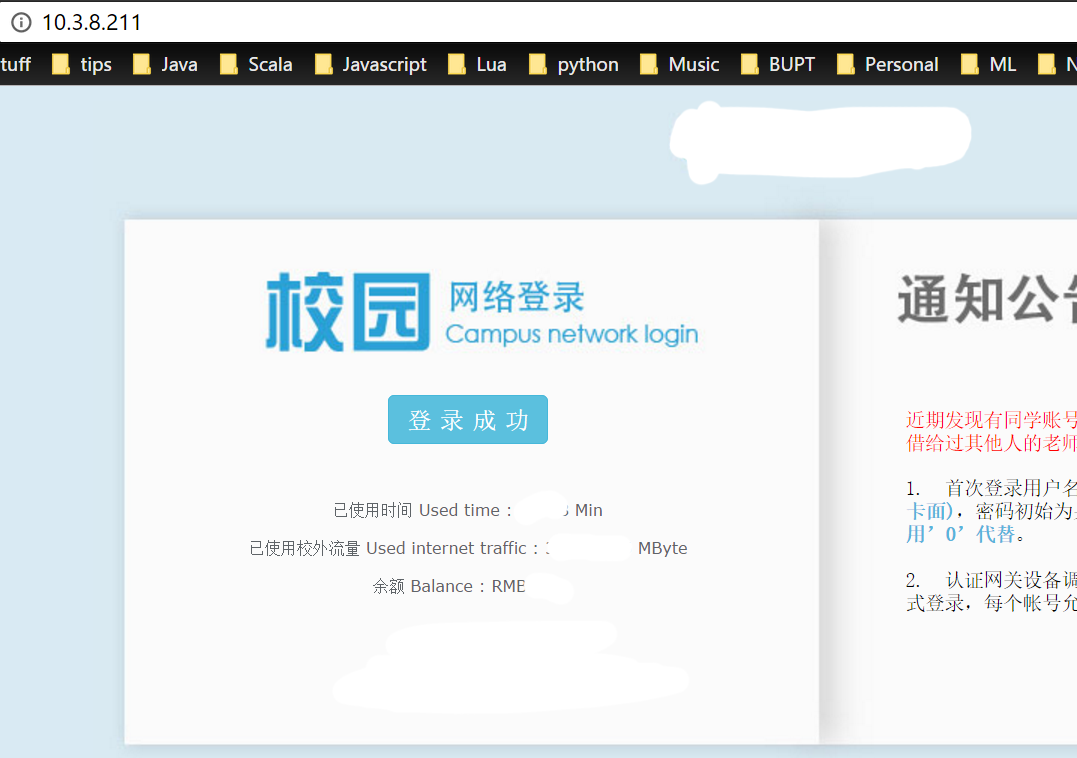 10.3.8.211
tuff tips Java Scala Javascript Lua python Music BUPT Personal ML N
校园 网络登录
Campus network login
登录成功
已使用时间 Used time : Min
已使用校外流量 Used internet traffic : MByte
余额 Balance : RMB
通知公告
近期发现有同学账号
借给过其他人的老师
1. 首次登录用户名
卡面)，密码初始为
用’0’代替。
2. 认证网关设备调
式登录，每个帐号允